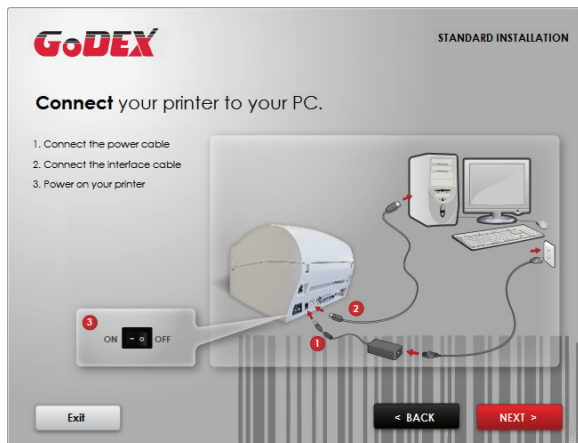 GoDEX
STANDARD INSTALLATION
Connect your printer to your PC.
1. Connect the power cable
2. Connect the interface cable
3. Power on your printer
2
1
3
ON - o OFF
Exit
< BACK
NEXT >